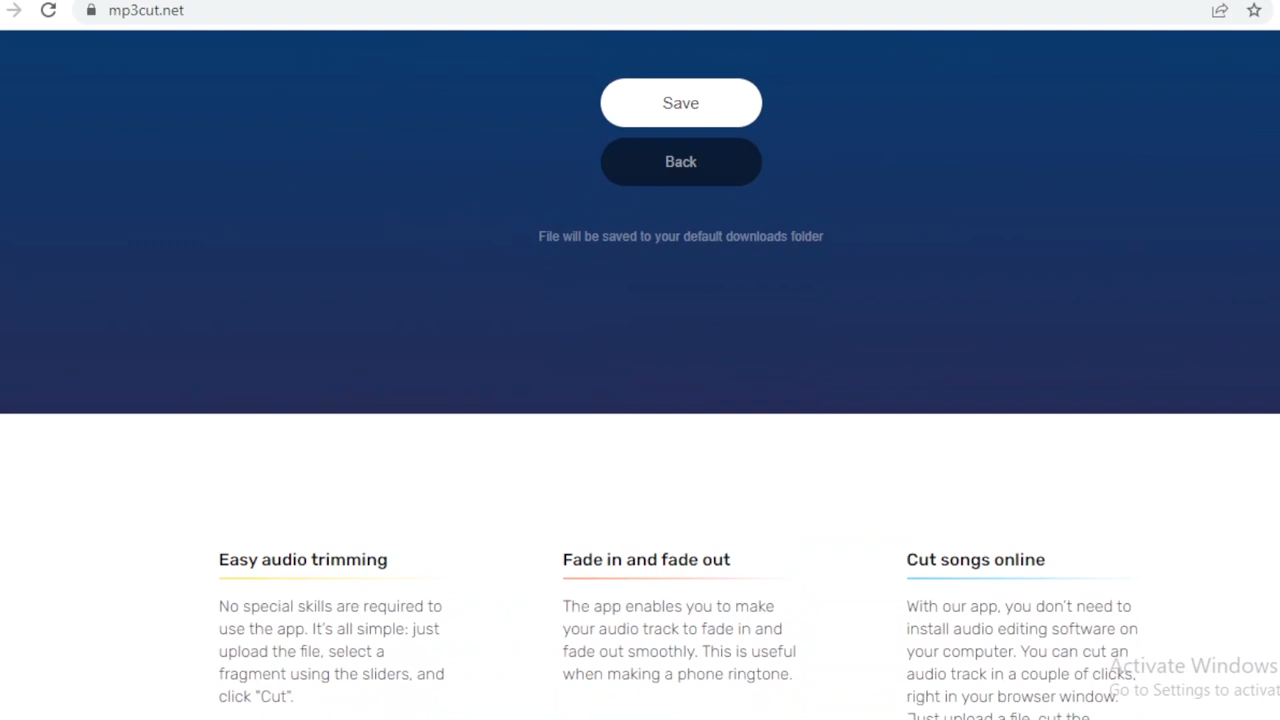 mp3cut.net
Save
Back
File will be saved to your default downloads folder
Easy audio trimming
No special skills are required to
use the app. It's all simple: just
upload the file, select a
fragment using the sliders, and
click "Cut".
Fade in and fade out
The app enables you to make
your audio track to fade in and
fade out smoothly. This is useful
when making a phone ringtone.
Cut songs online
With our app, you don't need to
install audio editing software on
your computer. You can cut an
audio track in a couple of clicks,
right in your browser window.
Just upload a file, cut the
Activate Windows
Go to Settings to activat